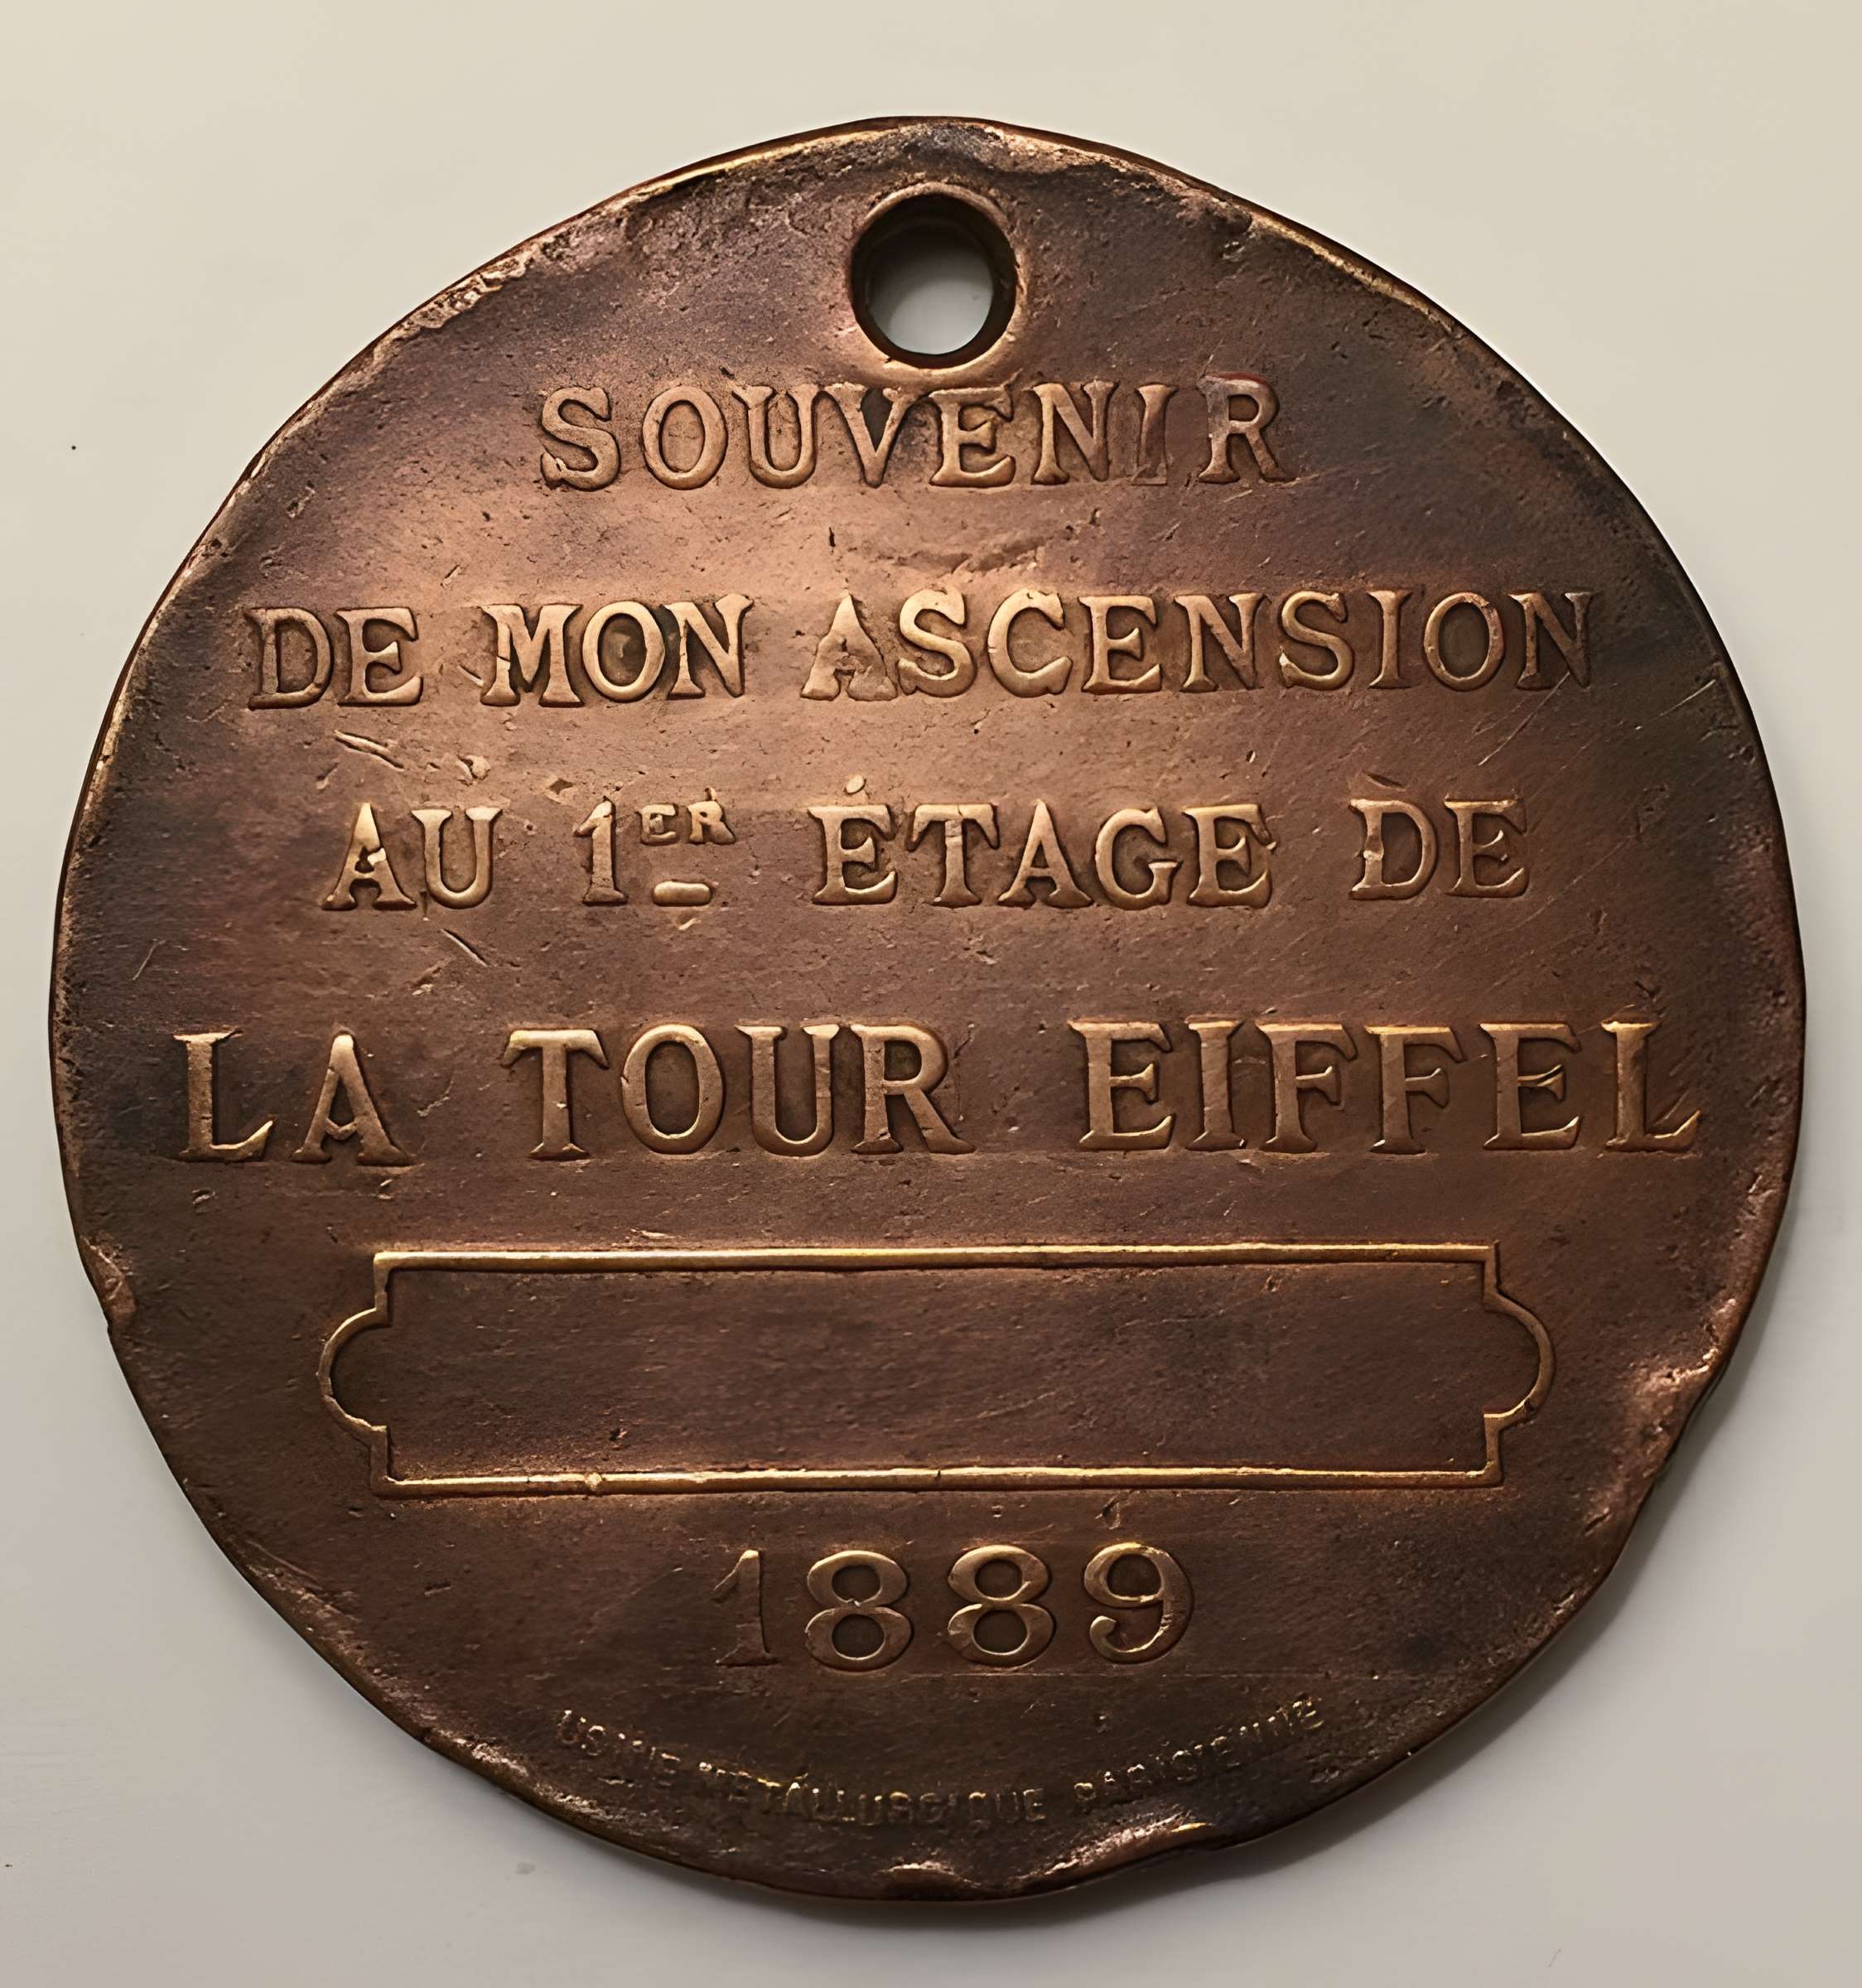 SOUVENIR
DE MON ASCENSION
AU 1ER ÉTAGE DE
LA TOUR EIFFEL
1889
USINE METALLURGIQUE PARISIENNE